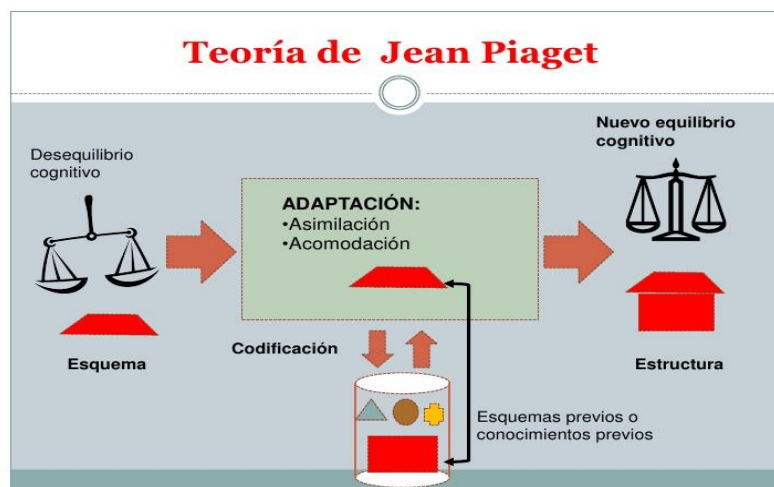 Teoría de Jean Piaget
Desequilibrio
cognitivo
Esquema
ADAPTACIÓN:
•Asimilación
•Acomodación
Codificación
Esquemas previos o
conocimientos previos
Nuevo equilibrio
cognitivo
Estructura